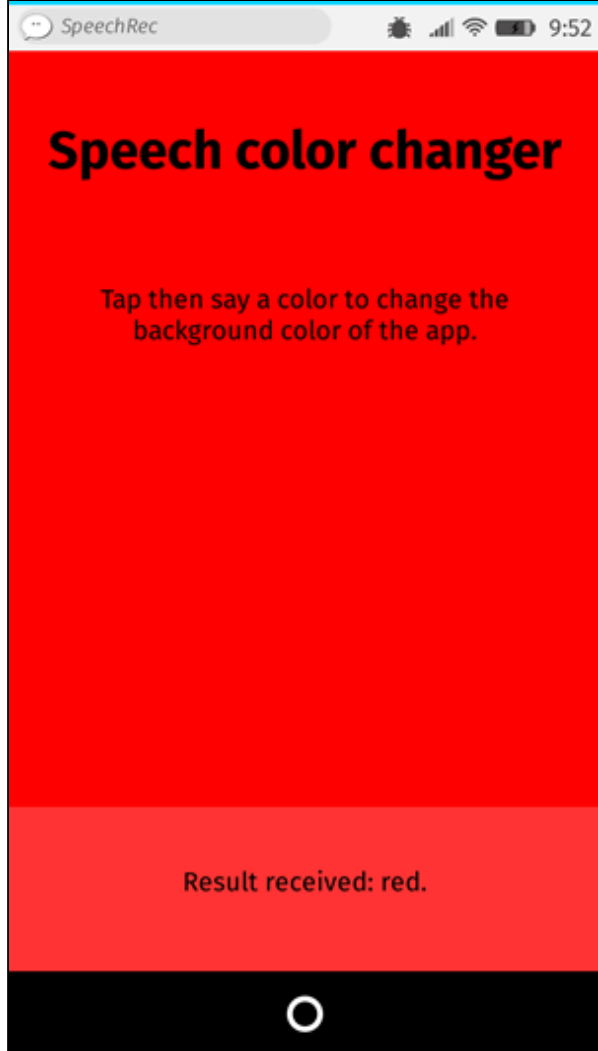 SpeechRec
9:52
Speech color changer
Tap then say a color to change the
background color of the app.
Result received: red.